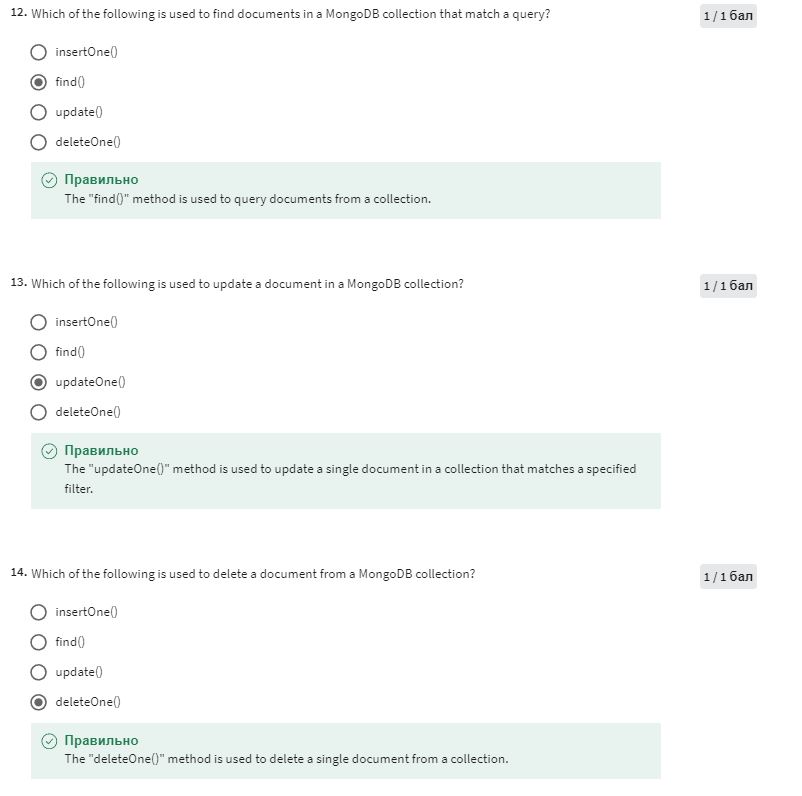 12. Which of the following is used to find documents in a MongoDB collection that match a query?
1 / 1 бал
insertOne()
find()
update()
deleteOne()
Правильно
The "find()" method is used to query documents from a collection.
13. Which of the following is used to update a document in a MongoDB collection?
1 / 1 бал
insertOne()
find()
updateOne()
deleteOne()
Правильно
The "updateOne()" method is used to update a single document in a collection that matches a specified
filter.
14. Which of the following is used to delete a document from a MongoDB collection?
1 / 1 бал
insertOne()
find()
update()
deleteOne()
Правильно
The "deleteOne()" method is used to delete a single document from a collection.